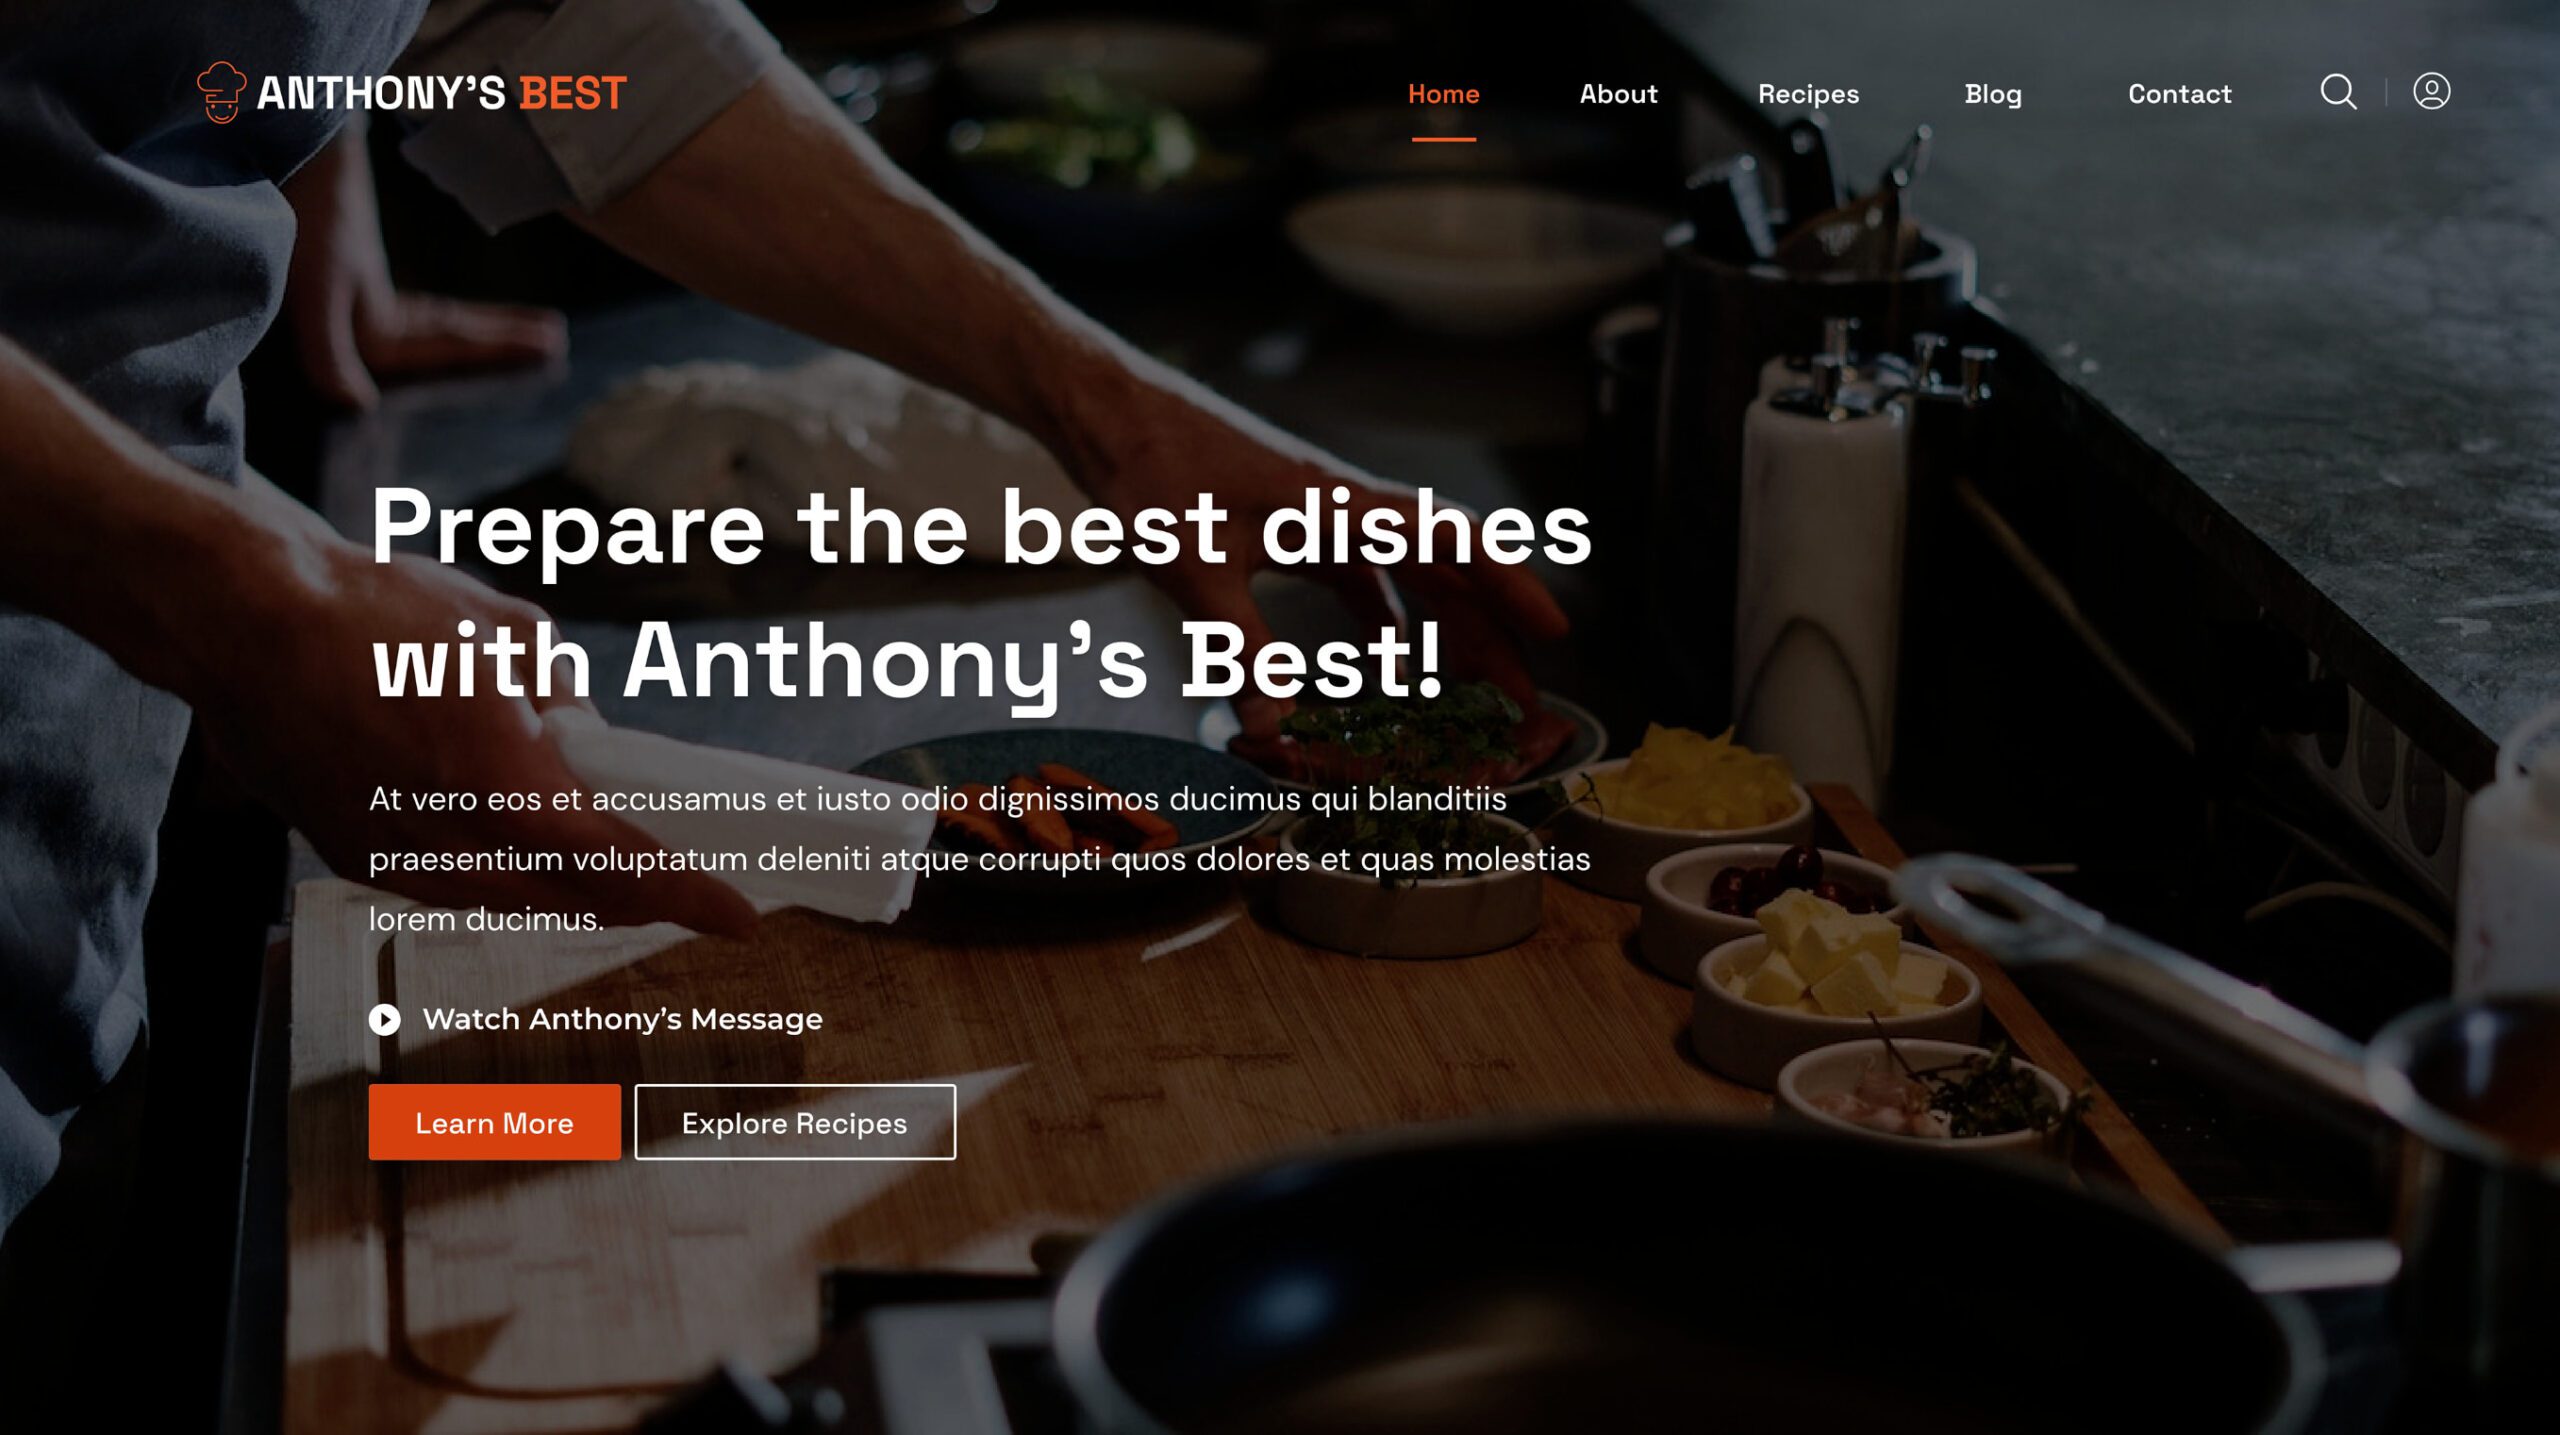 ANTHONY’S BEST
Home About Recipes Blog Contact
Prepare the best dishes
with Anthony’s Best!
At vero eos et accusamus et iusto odio dignissimos ducimus qui blanditiis
praesentium voluptatum deleniti atque corrupti quos dolores et quas molestias
lorem ducimus.
Watch Anthony’s Message
Learn More Explore Recipes